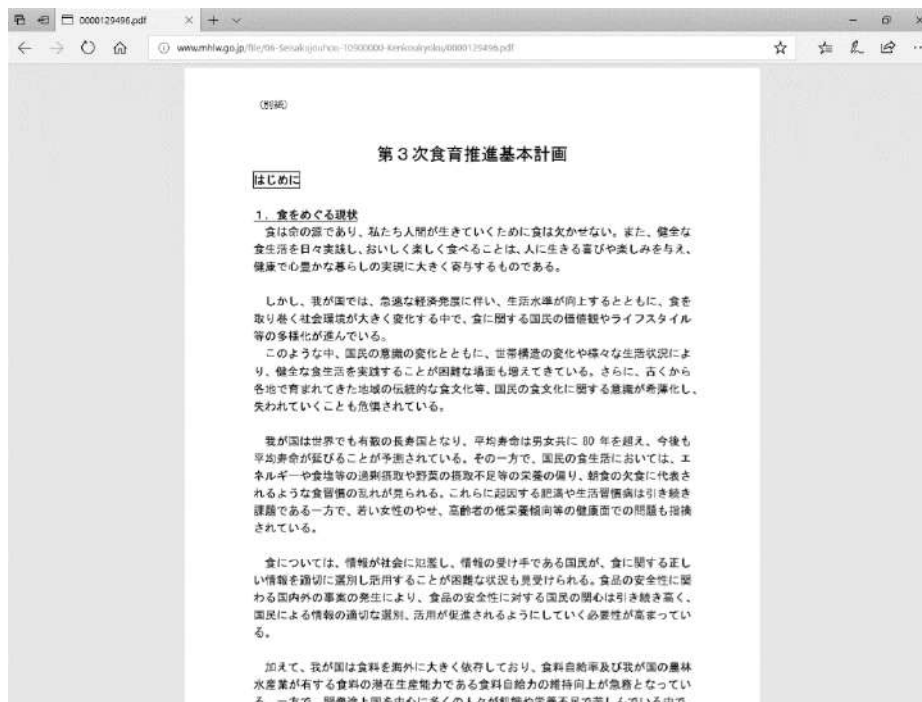 0000129496.pdf
www.mhlw.go.jp/file/06-Seisakujouhou-10900000-Kenkoukyoku/0000129496.pdf
（別紙）
第３次食育推進基本計画
はじめに
１．食をめぐる現状
食は命の源であり、私たち人間が生きていくために食は欠かせない。また、健全な
食生活を日々実践し、おいしく楽しく食べることは、人に生きる喜びや楽しみを与え、
健康で心豊かな暮らしの実現に大きく寄与するものである。
しかし、我が国では、急速な経済発展に伴い、生活水準が向上するとともに、食を
取り巻く社会環境が大きく変化する中で、食に関する国民の価値観やライフスタイル
等の多様化が進んでいる。
このような中、国民の意識の変化とともに、世帯構造の変化や様々な生活状況によ
り、健全な食生活を実践することが困難な場面も増えてきている。さらに、古くから
各地で育まれてきた地域の伝統的な食文化等、国民の食文化に関する意識が希薄化し、
失われていくことも危惧されている。
我が国は世界でも有数の長寿国となり、平均寿命は男女共に 80 年を超え、今後も
平均寿命が延びることが予測されている。その一方で、国民の食生活においては、エ
ネルギーや食塩等の過剰摂取や野菜の摂取不足等の栄養の偏り、朝食の欠食に代表さ
れるような食習慣の乱れが見られる。これらに起因する肥満や生活習慣病は引き続き
課題である一方で、若い女性のやせ、高齢者の低栄養傾向等の健康面での問題も指摘
されている。
食については、情報が社会に氾濫し、情報の受け手である国民が、食に関する正し
い情報を適切に選別し活用することが困難な状況も見受けられる。食品の安全性に関
わる国内外の事案の発生により、食品の安全性に対する国民の関心は引き続き高く、
国民による情報の適切な選別、活用が促進されるようにしていく必要性が高まってい
る。
加えて、我が国は食料を海外に大きく依存しており、食料自給率及び我が国の農林
水産業が有する食料の潜在生産能力である食料自給力の維持向上が急務となってい